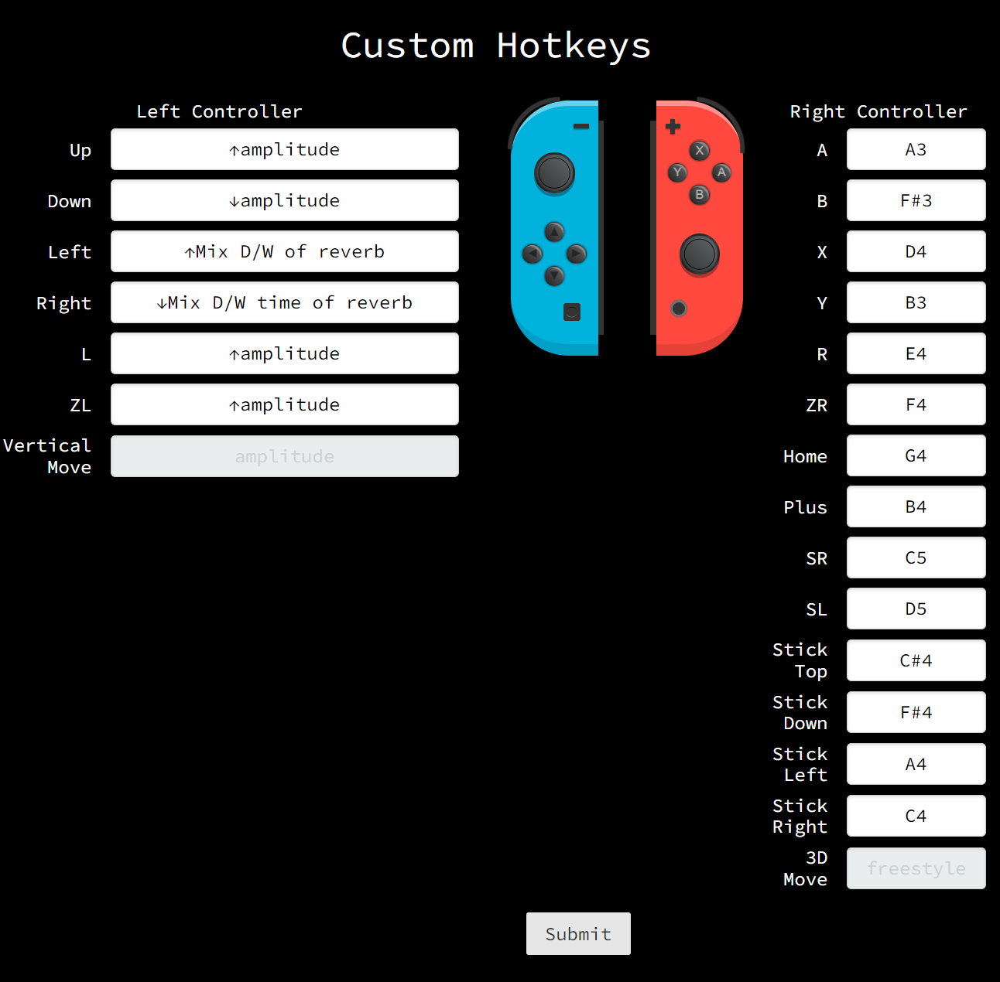 Custom Hotkeys
Left Controller
Up ↑amplitude
Down ↓amplitude
Left ↑Mix D/W of reverb
Right ↓Mix D/W time of reverb
L ↑amplitude
ZL ↑amplitude
Vertical
Move amplitude
X
Y A
B
Right Controller
A A3
B F#3
X D4
Y B3
R E4
ZR F4
Home G4
Plus B4
SR C5
SL D5
Stick
Top C#4
Stick
Down F#4
Stick
Left A4
Stick
Right C4
3D
Move freestyle
Submit